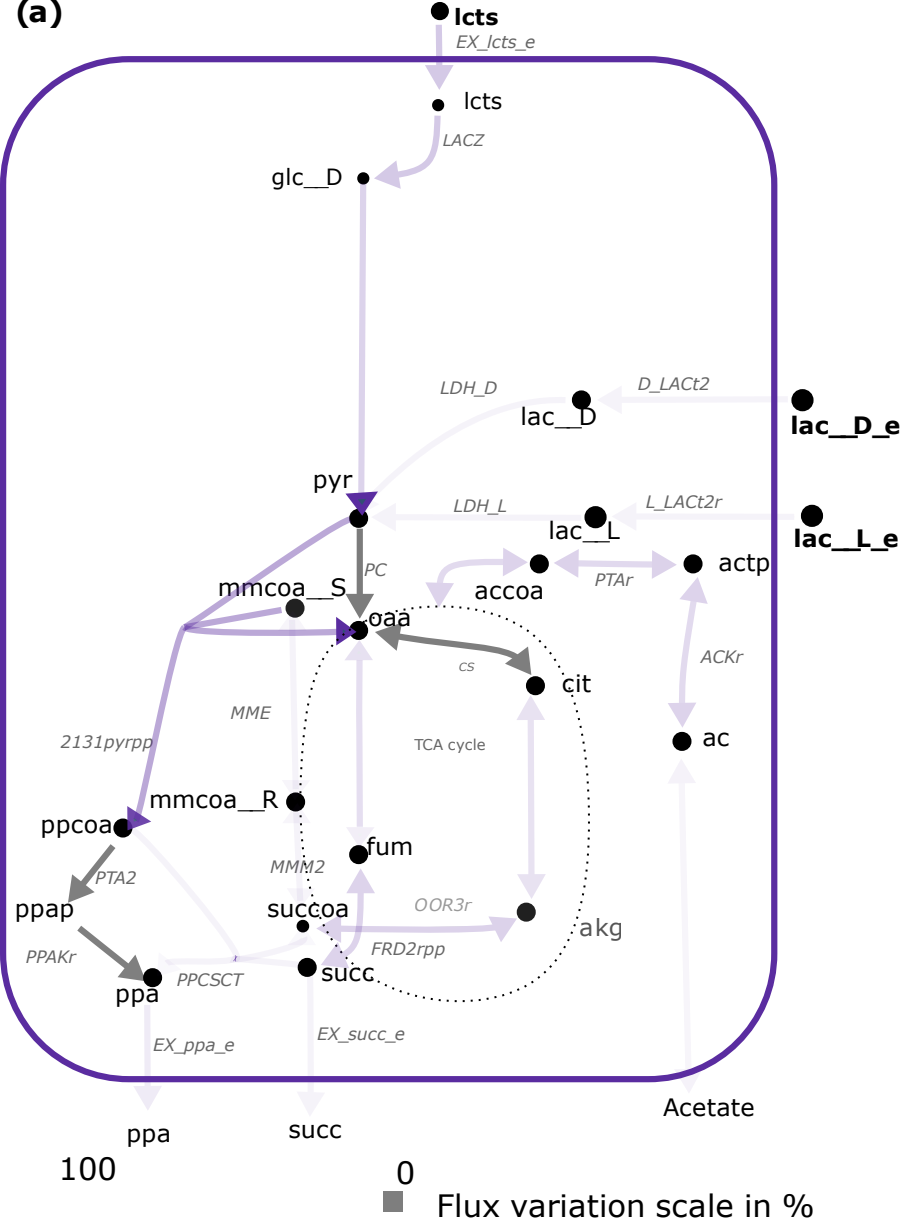 (a)
lcts
EX_lcts_e
lcts
LACZ
glc__D
LDH_D
D_LACt2
lac__D
lac__D_e
pyr
LDH_L
L_LACt2r
lac__L
lac__L_e
PC
accoa
PTAr
actp
mmcoa__S
oaa
cs
ACKr
cit
MME
2131pyrpp
TCA cycle
ac
mmcoa__R
ppcoa
fum
PTA2
MMM2
ppap
succoa
OOR3r
akg
PPAKr
FRD2rpp
PPCSCT
succ
ppa
EX_ppa_e
EX_succ_e
Acetate
ppa
succ
100
0
Flux variation scale in %